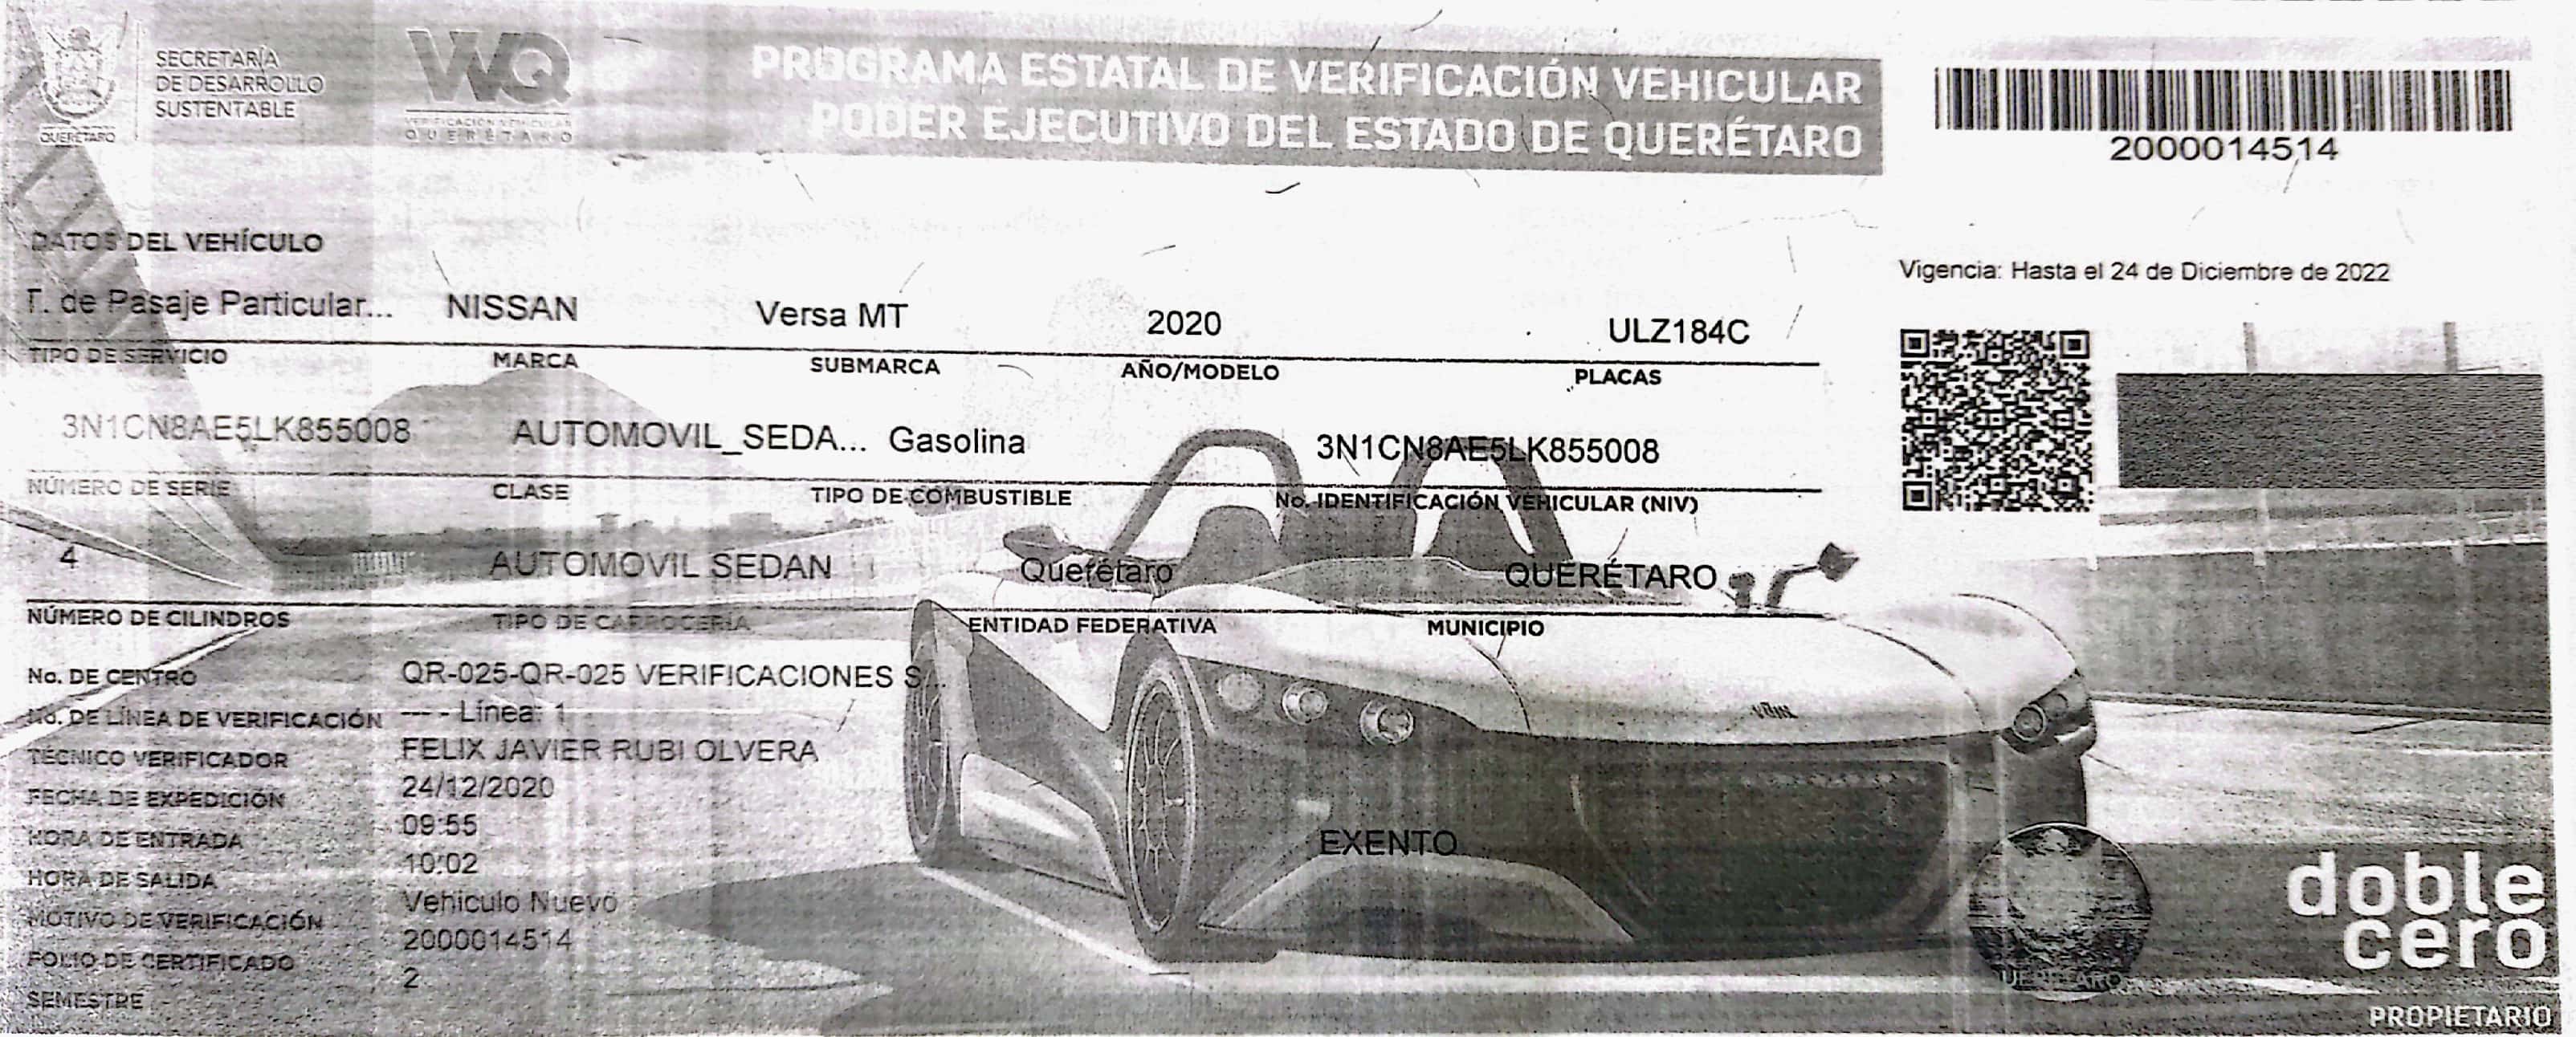 QUERÉTARO
SECRETARÍA
DE DESARROLLO
SUSTENTABLE
VVQ
VERIFICACIÓN VEHICULAR
QUERÉTARO
PROGRAMA ESTATAL DE VERIFICACIÓN VEHICULAR
PODER EJECUTIVO DEL ESTADO DE QUERÉTARO
2000014514
DATOS DEL VEHÍCULO
Vigencia: Hasta el 24 de Diciembre de 2022
T. de Pasaje Particular... NISSAN Versa MT 2020 ULZ184C
TIPO DE SERVICIO MARCA SUBMARCA AÑO/MODELO PLACAS
3N1CN8AE5LK855008 AUTOMOVIL_SEDA... Gasolina 3N1CN8AE5LK855008
NÚMERO DE SERIE CLASE TIPO DE COMBUSTIBLE No. IDENTIFICACIÓN VEHICULAR (NIV)
4 AUTOMOVIL SEDAN Querétaro QUERÉTARO
NÚMERO DE CILINDROS TIPO DE CARROCERÍA ENTIDAD FEDERATIVA MUNICIPIO
No. DE CENTRO QR-025-QR-025 VERIFICACIONES S...
No. DE LÍNEA DE VERIFICACIÓN --- - Línea: 1
TÉCNICO VERIFICADOR FELIX JAVIER RUBI OLVERA
FECHA DE EXPEDICIÓN 24/12/2020
HORA DE ENTRADA 09:55
HORA DE SALIDA 10:02
MOTIVO DE VERIFICACIÓN Vehiculo Nuevo
FOLIO DE CERTIFICADO 2000014514
SEMESTRE 2
EXENTO
QUERÉTARO
doble
cero
PROPIETARIO